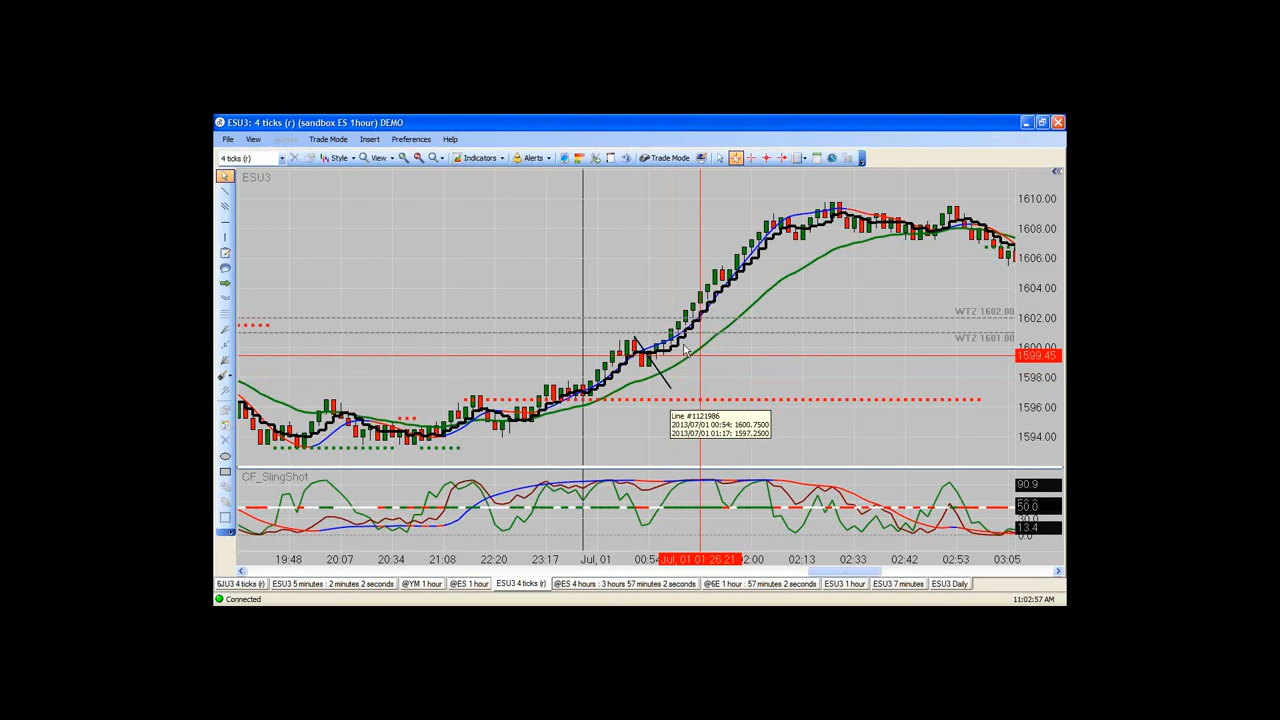 ESU3: 4 ticks (r) (sandbox ES 1hour) DEMO
File View Trade Mode Insert Preferences Help
4 ticks (r) Style View Indicators Alerts Trade Mode
ESU3
1610.00
1608.00
1606.00
1604.00
WTZ 1602.00 1602.00
WTZ 1601.00
1600.00
1599.45
1598.00
1596.00
1594.00
Line #1121986
2013/07/01 00:54: 1600.7500
2013/07/01 01:17: 1597.2500
CF_SlingShot
90.9
50.0
30.0
13.4
0.0
19:48 20:07 20:34 21:08 22:20 23:17 Jul, 01 00:54 Jul, 01 01:26:21 2:00 02:13 02:33 02:42 02:53 03:05
6JU3 4 ticks (r) ESU3 5 minutes : 2 minutes 2 seconds @YM 1 hour @ES 1 hour ESU3 4 ticks (r) @ES 4 hours : 3 hours 57 minutes 2 seconds @6E 1 hour : 57 minutes 2 seconds ESU3 1 hour ESU3 7 minutes ESU3 Daily
Connected 11:02:57 AM